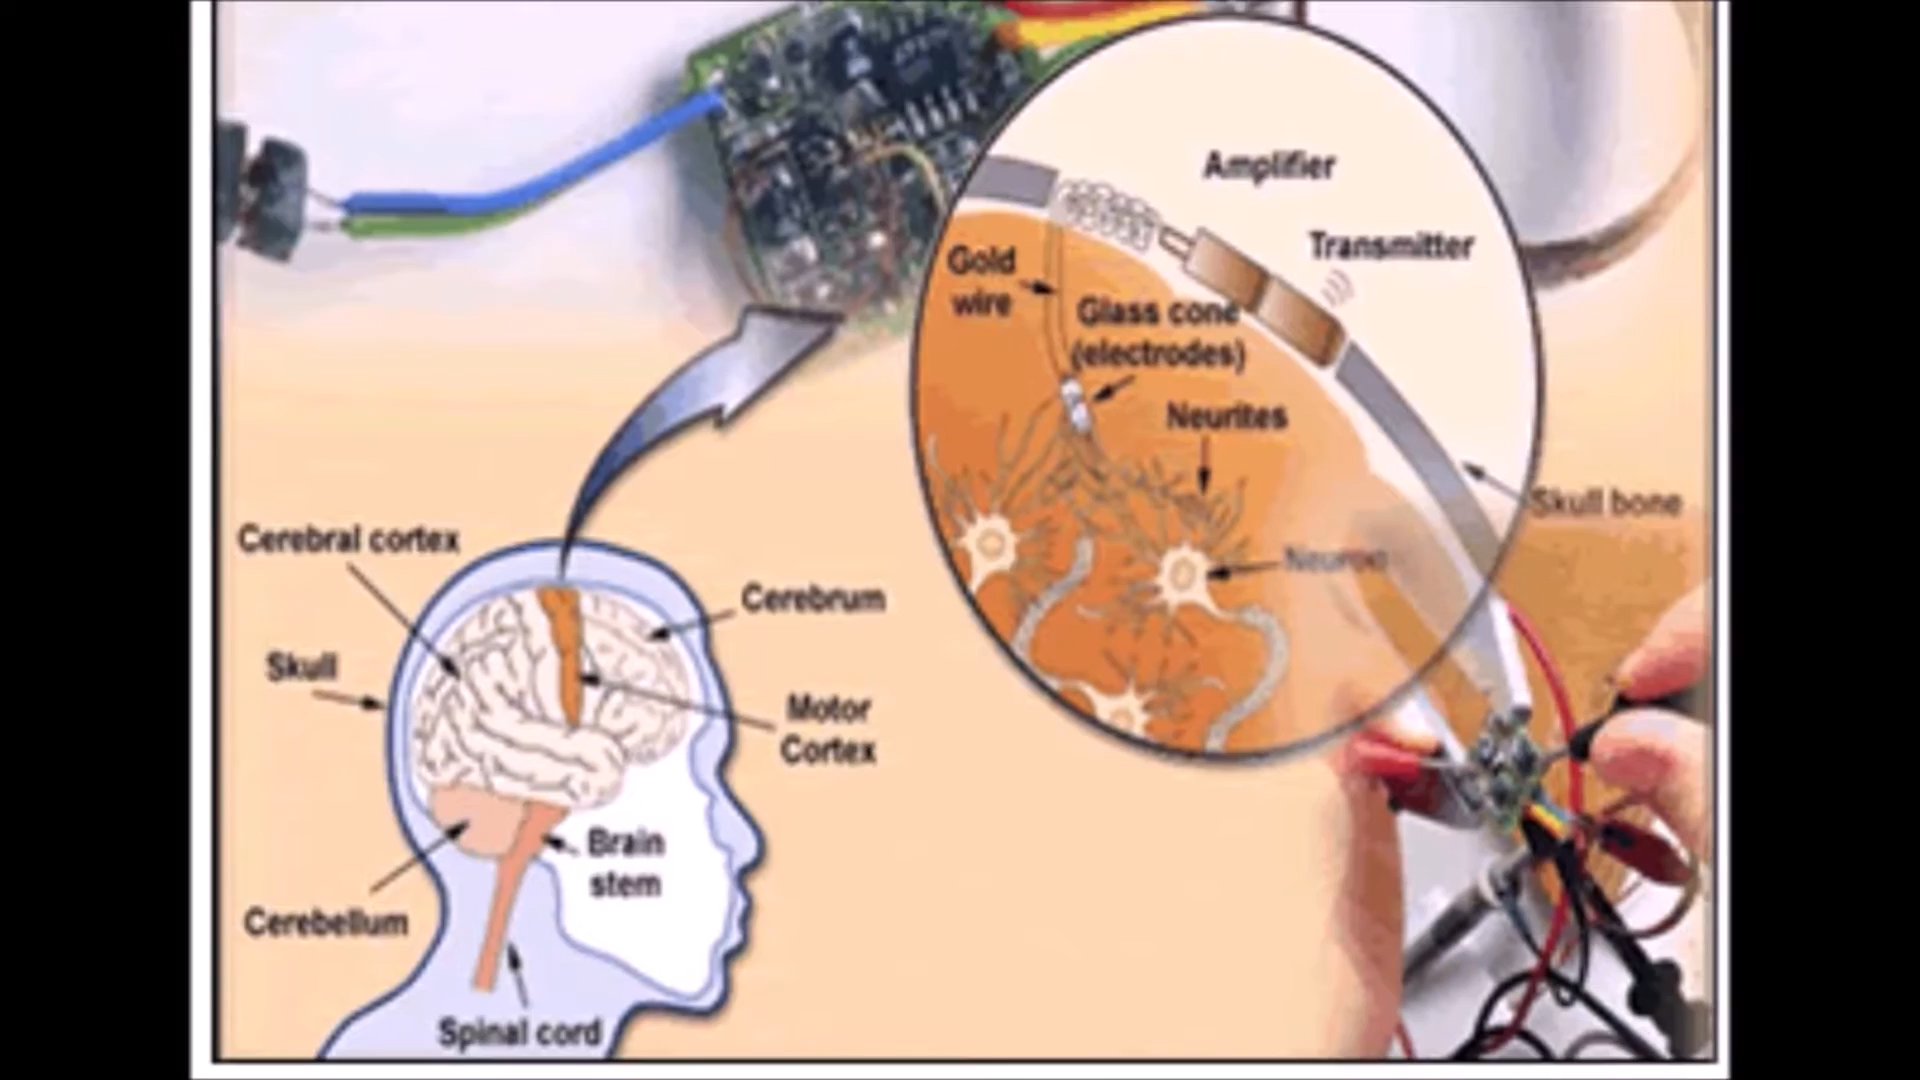 Amplifier
Transmitter
Gold
wire
Glass cone
(electrodes)
Neurites
Skull bone
Neuron
Cerebral cortex
Cerebrum
Skull
Motor
Cortex
Brain
stem
Cerebellum
Spinal cord